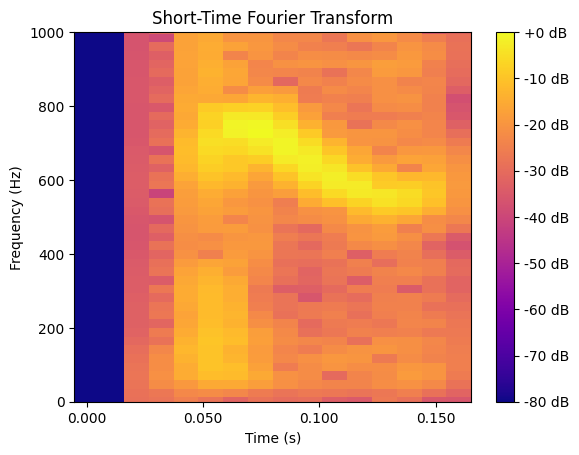 Short-Time Fourier Transform
Frequency (Hz)
1000
800
600
400
200
0
0.000
0.050
0.100
0.150
Time (s)
+0 dB
-10 dB
-20 dB
-30 dB
-40 dB
-50 dB
-60 dB
-70 dB
-80 dB